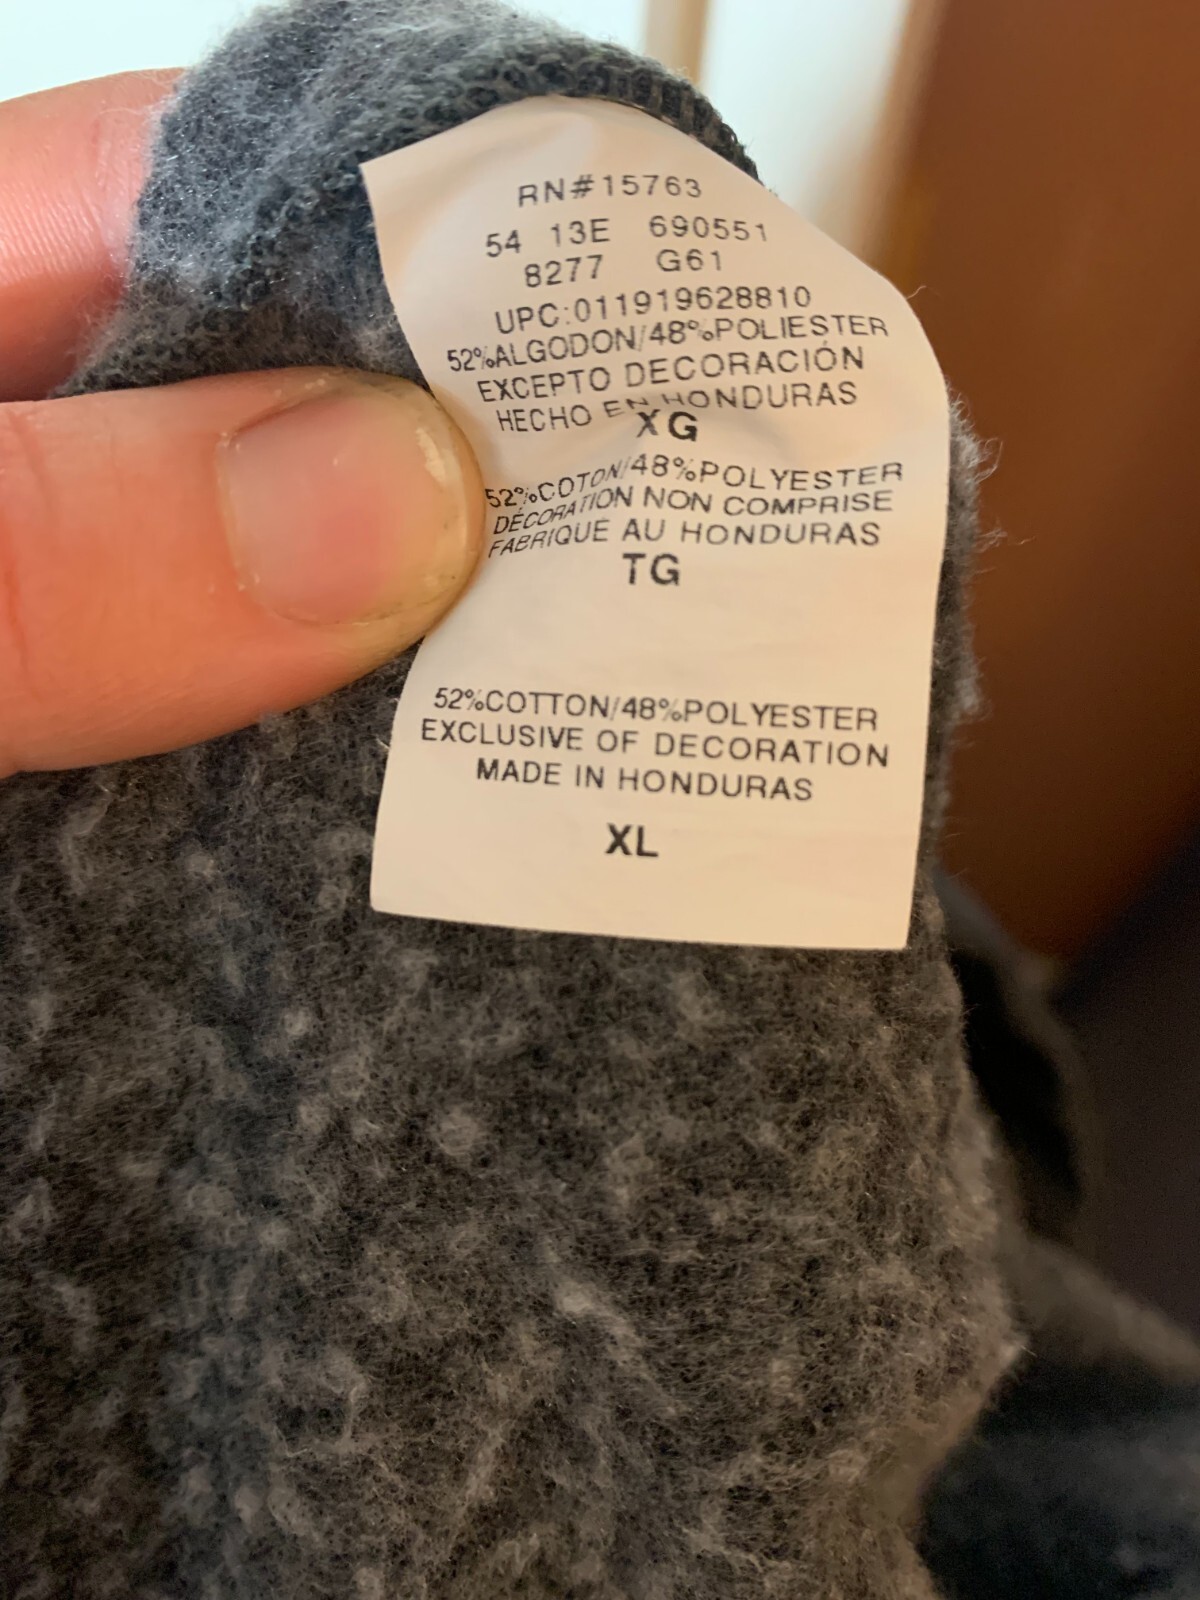 RN#15763
54 13E 690551
8277 G61
UPC:011919628810
52%ALGODON/48%POLIESTER
EXCEPTO DECORACIÓN
HECHO EN HONDURAS
XG
52%COTON/48%POLYESTER
DÉCORATION NON COMPRISE
FABRIQUÉ AU HONDURAS
TG
52%COTTON/48%POLYESTER
EXCLUSIVE OF DECORATION
MADE IN HONDURAS
XL